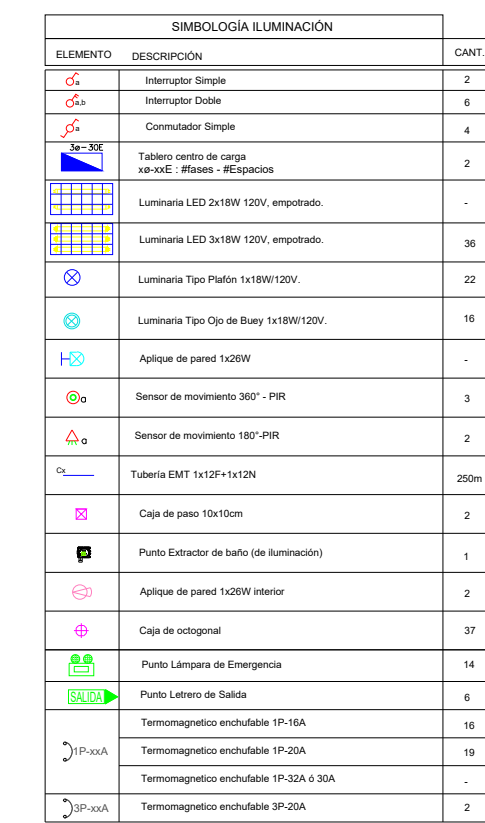 SIMBOLOGÍA ILUMINACIÓN
ELEMENTO DESCRIPCIÓN CANT.
a Interruptor Simple 2
a,b Interruptor Doble 6
a Conmutador Simple 4
3ø-30E
Tablero centro de carga
xø-xxE : #fases - #Espacios 2
Luminaria LED 2x18W 120V, empotrado. -
Luminaria LED 3x18W 120V, empotrado. 36
Luminaria Tipo Plafón 1x18W/120V. 22
Luminaria Tipo Ojo de Buey 1x18W/120V. 16
Aplique de pared 1x26W -
a Sensor de movimiento 360° - PIR 3
a Sensor de movimiento 180°-PIR 2
Cx Tubería EMT 1x12F+1x12N 250m
Caja de paso 10x10cm 2
Punto Extractor de baño (de iluminación) 1
Aplique de pared 1x26W interior 2
Caja de octogonal 37
Punto Lámpara de Emergencia 14
SALIDA Punto Letrero de Salida 6
Termomagnetico enchufable 1P-16A 16
1P-xxA Termomagnetico enchufable 1P-20A 19
Termomagnetico enchufable 1P-32A ó 30A -
3P-xxA Termomagnetico enchufable 3P-20A 2